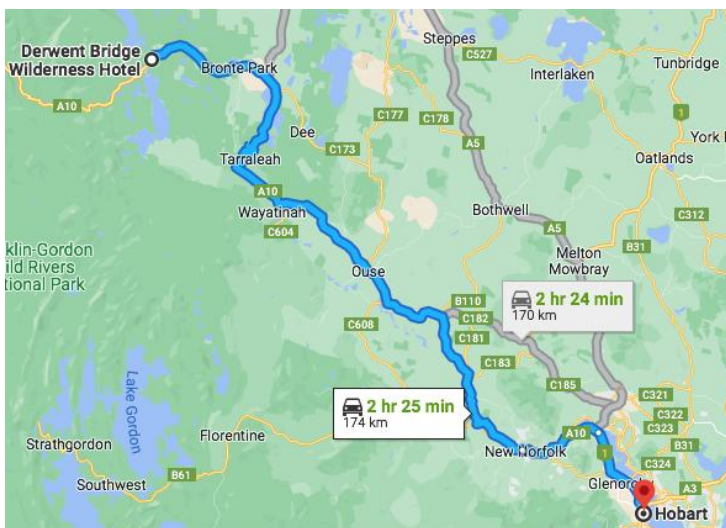 Steppes
C527
Tunbridge
Derwent Bridge
Wilderness Hotel
Bronte Park
Interlaken
1
A10
C177
C178
Dee
A5
York
C173
Tarraleah
Oatlands
A10
Wayatinah
Bothwell
C312
C604
A5
B31
Melton
Mowbray
klin-Gordon
ild Rivers
tional Park
Ouse
B110
2 hr 24 min
170 km
C182
C608
C181
C183
C185
C321
2 hr 25 min
174 km
C322
Lake Gordon
C323
Florentine
A10
B31
Strathgordon
New Norfolk
1
C324
B61
Southwest
Glenorchy
A3
Hobart